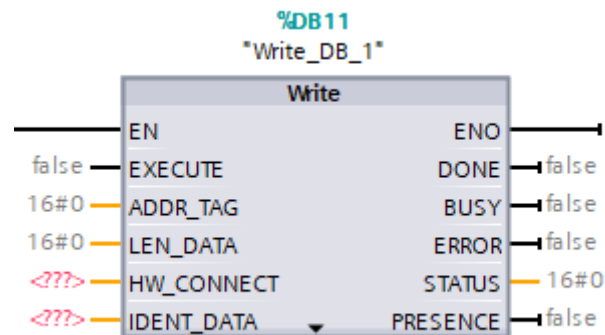 %DB11
"Write_DB_1"
Write
EN ENO
false EXECUTE DONE false
16#0 ADDR_TAG BUSY false
16#0 LEN_DATA ERROR false
<???> HW_CONNECT STATUS 16#0
<???> IDENT_DATA PRESENCE false